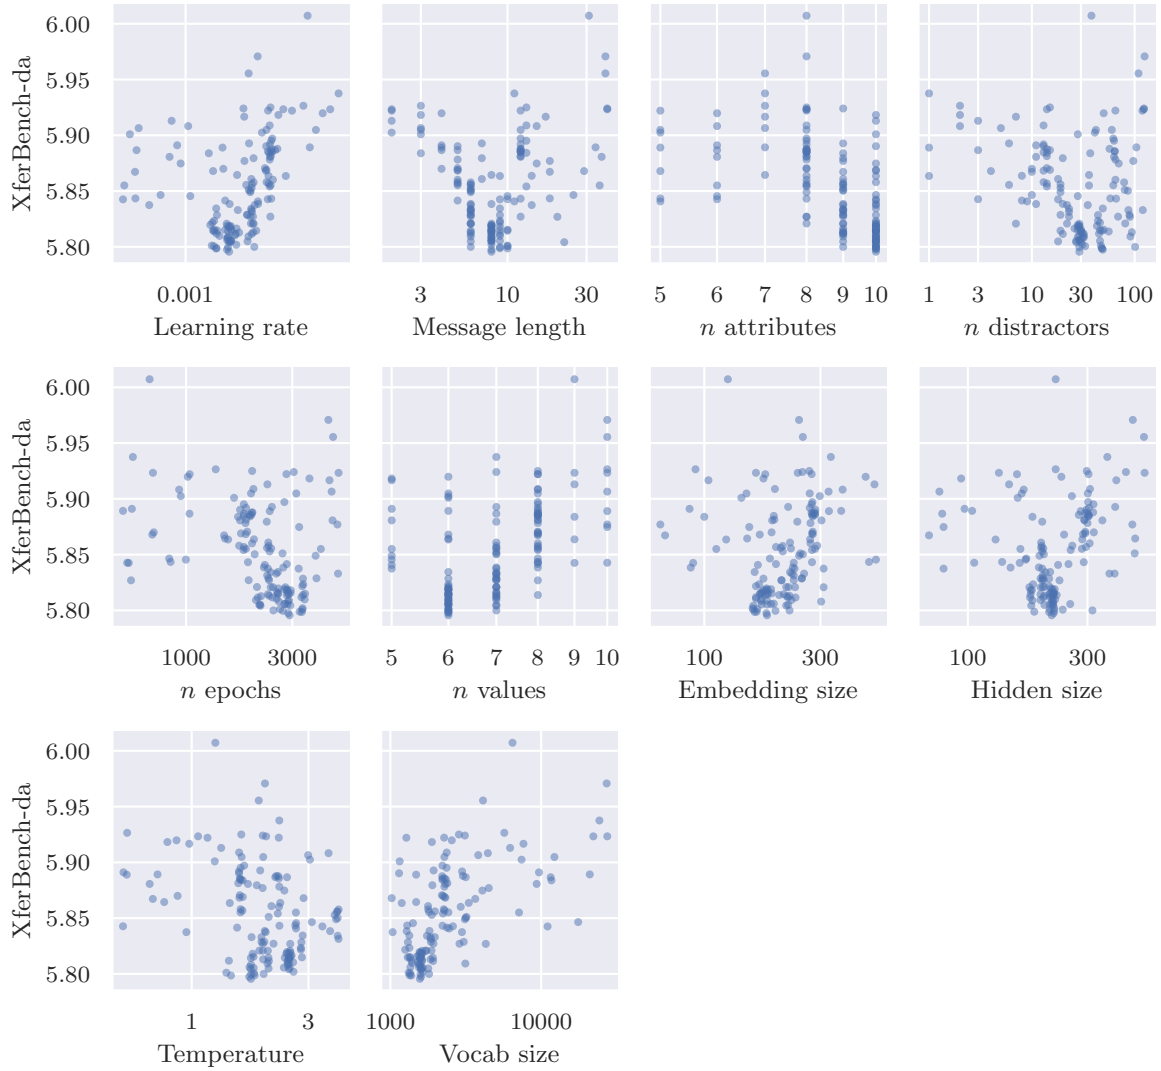 6.00
5.95
5.90
5.85
5.80
XferBench-da
0.001
Learning rate
3 10 30
Message length
5 6 7 8 9 10
n attributes
1 3 10 30 100
n distractors
6.00
5.95
5.90
5.85
5.80
XferBench-da
1000 3000
n epochs
5 6 7 8 9 10
n values
100 300
Embedding size
100 300
Hidden size
6.00
5.95
5.90
5.85
5.80
XferBench-da
1 3
Temperature
1000 10000
Vocab size